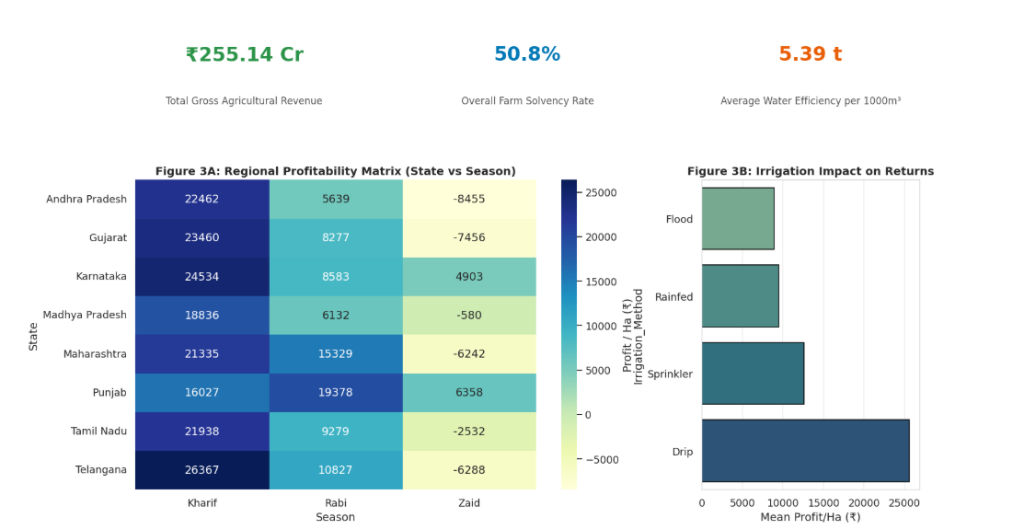 ₹255.14 Cr
50.8%
5.39 t
Total Gross Agricultural Revenue
Overall Farm Solvency Rate
Average Water Efficiency per 1000m³
Figure 3A: Regional Profitability Matrix (State vs Season)
State
Andhra Pradesh 22462 5639 -8455
Gujarat 23460 8277 -7456
Karnataka 24534 8583 4903
Madhya Pradesh 18836 6132 -580
Maharashtra 21335 15329 -6242
Punjab 16027 19378 6358
Tamil Nadu 21938 9279 -2532
Telangana 26367 10827 -6288
Kharif Rabi Zaid
Season
25000
20000
15000
10000
5000
0
−5000
Profit / Ha (₹)
Figure 3B: Irrigation Impact on Returns
Irrigation_Method
Flood
Rainfed
Sprinkler
Drip
0 5000 10000 15000 20000 25000
Mean Profit/Ha (₹)